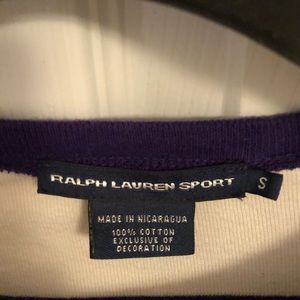 RALPH LAUREN SPORT S
MADE IN NICARAGUA
100% COTTON
EXCLUSIVE OF
DECORATION